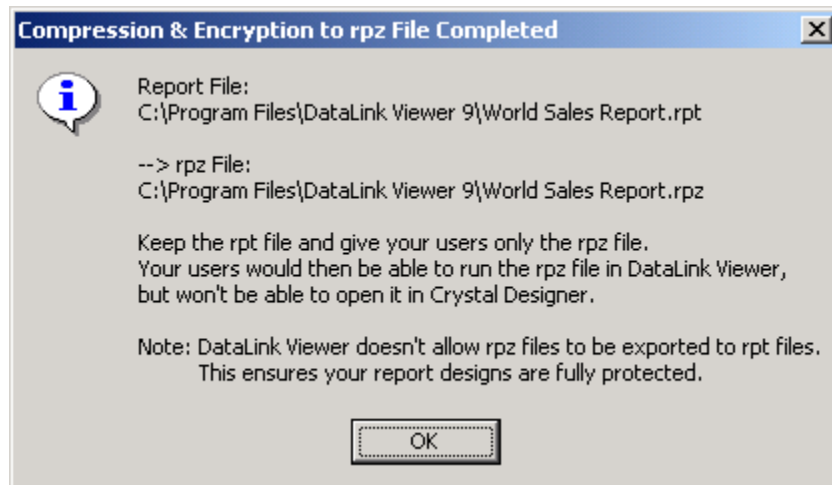 Compression & Encryption to rpz File Completed
Report File:
C:\Program Files\DataLink Viewer 9\World Sales Report.rpt
--> rpz File:
C:\Program Files\DataLink Viewer 9\World Sales Report.rpz
Keep the rpt file and give your users only the rpz file.
Your users would then be able to run the rpz file in DataLink Viewer,
but won't be able to open it in Crystal Designer.
Note: DataLink Viewer doesn't allow rpz files to be exported to rpt files.
This ensures your report designs are fully protected.
OK